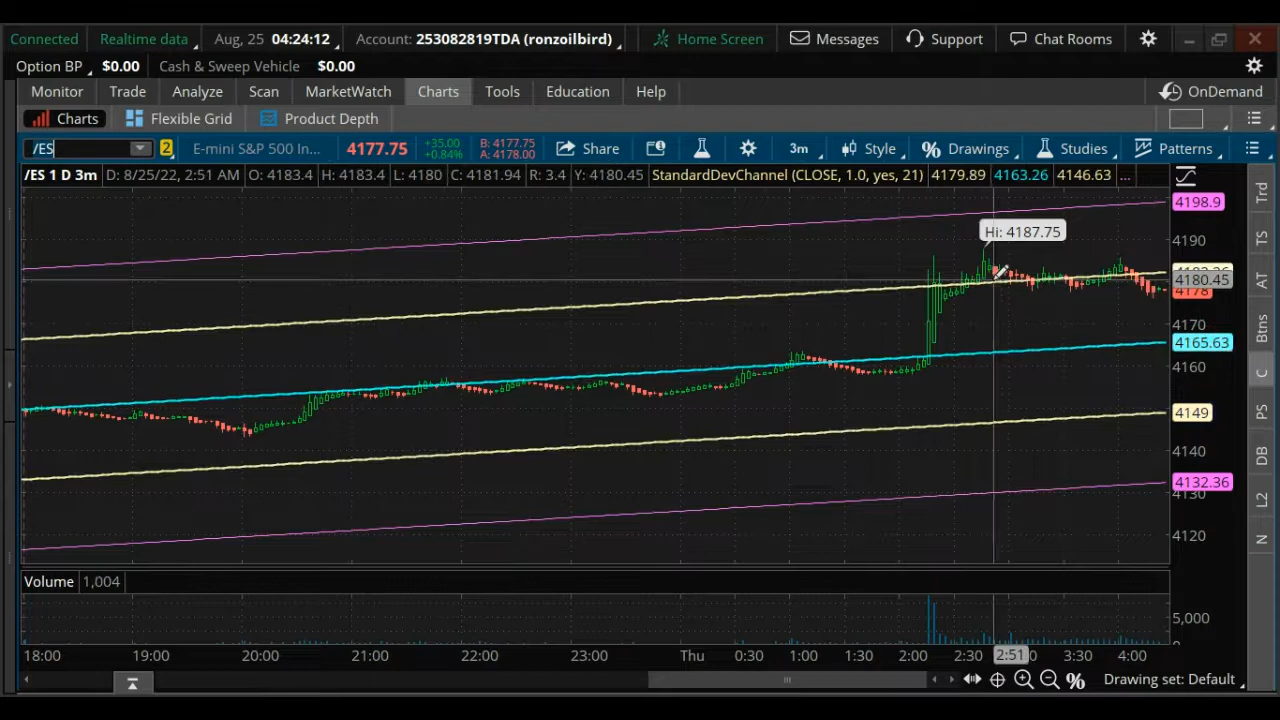 Connected Realtime data Aug, 25 04:24:12 Account: 253082819TDA (ronzoilbird) Home Screen Messages Support Chat Rooms
Option BP $0.00 Cash & Sweep Vehicle $0.00
Monitor Trade Analyze Scan MarketWatch Charts Tools Education Help OnDemand
Charts Flexible Grid Product Depth
/ES 2 E-mini S&P 500 In... 4177.75 +35.00 +0.84% B: 4177.75 A: 4178.00 Share 3m Style Drawings Studies Patterns
/ES 1 D 3m D: 8/25/22, 2:51 AM O: 4183.4 H: 4183.4 L: 4180 C: 4181.94 R: 3.4 Y: 4180.45 StandardDevChannel (CLOSE, 1.0, yes, 21) 4179.89 4163.26 4146.63 ...
Trd
TS
AT
Btns
C
PS
DB
L2
N
4198.9
Hi: 4187.75
4190
4180.45
4178
4170
4165.63
4160
4149
4140
4132.36
4130
4120
Volume 1,004
5,000
18:00 19:00 20:00 21:00 22:00 23:00 Thu 0:30 1:00 1:30 2:00 2:30 2:51 3:30 4:00
Drawing set: Default